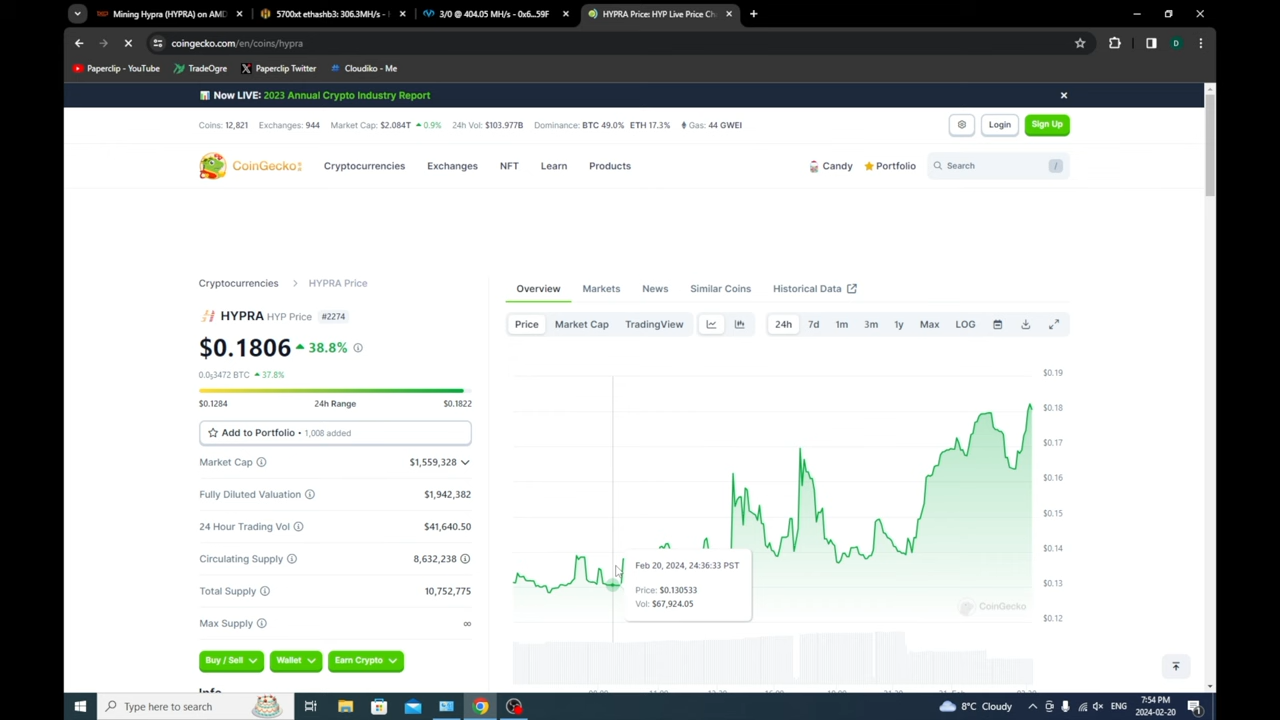 Mining Hypra (HYPRA) on AMD
5700xt ethashb3: 306.3MH/s -
3/0 @ 404.05 MH/s - 0x6...59F
HYPRA Price: HYP Live Price Ch
coingecko.com/en/coins/hypra
D
Paperclip - YouTube
TradeOgre
Paperclip Twitter
Cloudiko - Me
Now LIVE: 2023 Annual Crypto Industry Report
Coins: 12,821 Exchanges: 944 Market Cap: $2.084T 0.9% 24h Vol: $103.977B Dominance: BTC 49.0% ETH 17.3% Gas: 44 GWEI
Login
Sign Up
CoinGecko
Cryptocurrencies Exchanges NFT Learn Products
Candy Portfolio
Search /
Cryptocurrencies > HYPRA Price
HYPRA HYP Price #2274
$0.1806 38.8%
0.0₅3472 BTC 37.8%
$0.1284 24h Range $0.1822
Add to Portfolio • 1,008 added
Market Cap $1,559,328
Fully Diluted Valuation $1,942,382
24 Hour Trading Vol $41,640.50
Circulating Supply 8,632,238
Total Supply 10,752,775
Max Supply ∞
Buy / Sell Wallet Earn Crypto
Info
Overview Markets News Similar Coins Historical Data
Price Market Cap TradingView
24h 7d 1m 3m 1y Max LOG
$0.19
$0.18
$0.17
$0.16
$0.15
$0.14
$0.13
$0.12
Feb 20, 2024, 24:36:33 PST
Price: $0.130533
Vol: $67,924.05
CoinGecko
Type here to search
8°C Cloudy
ENG
7:54 PM
2024-02-20